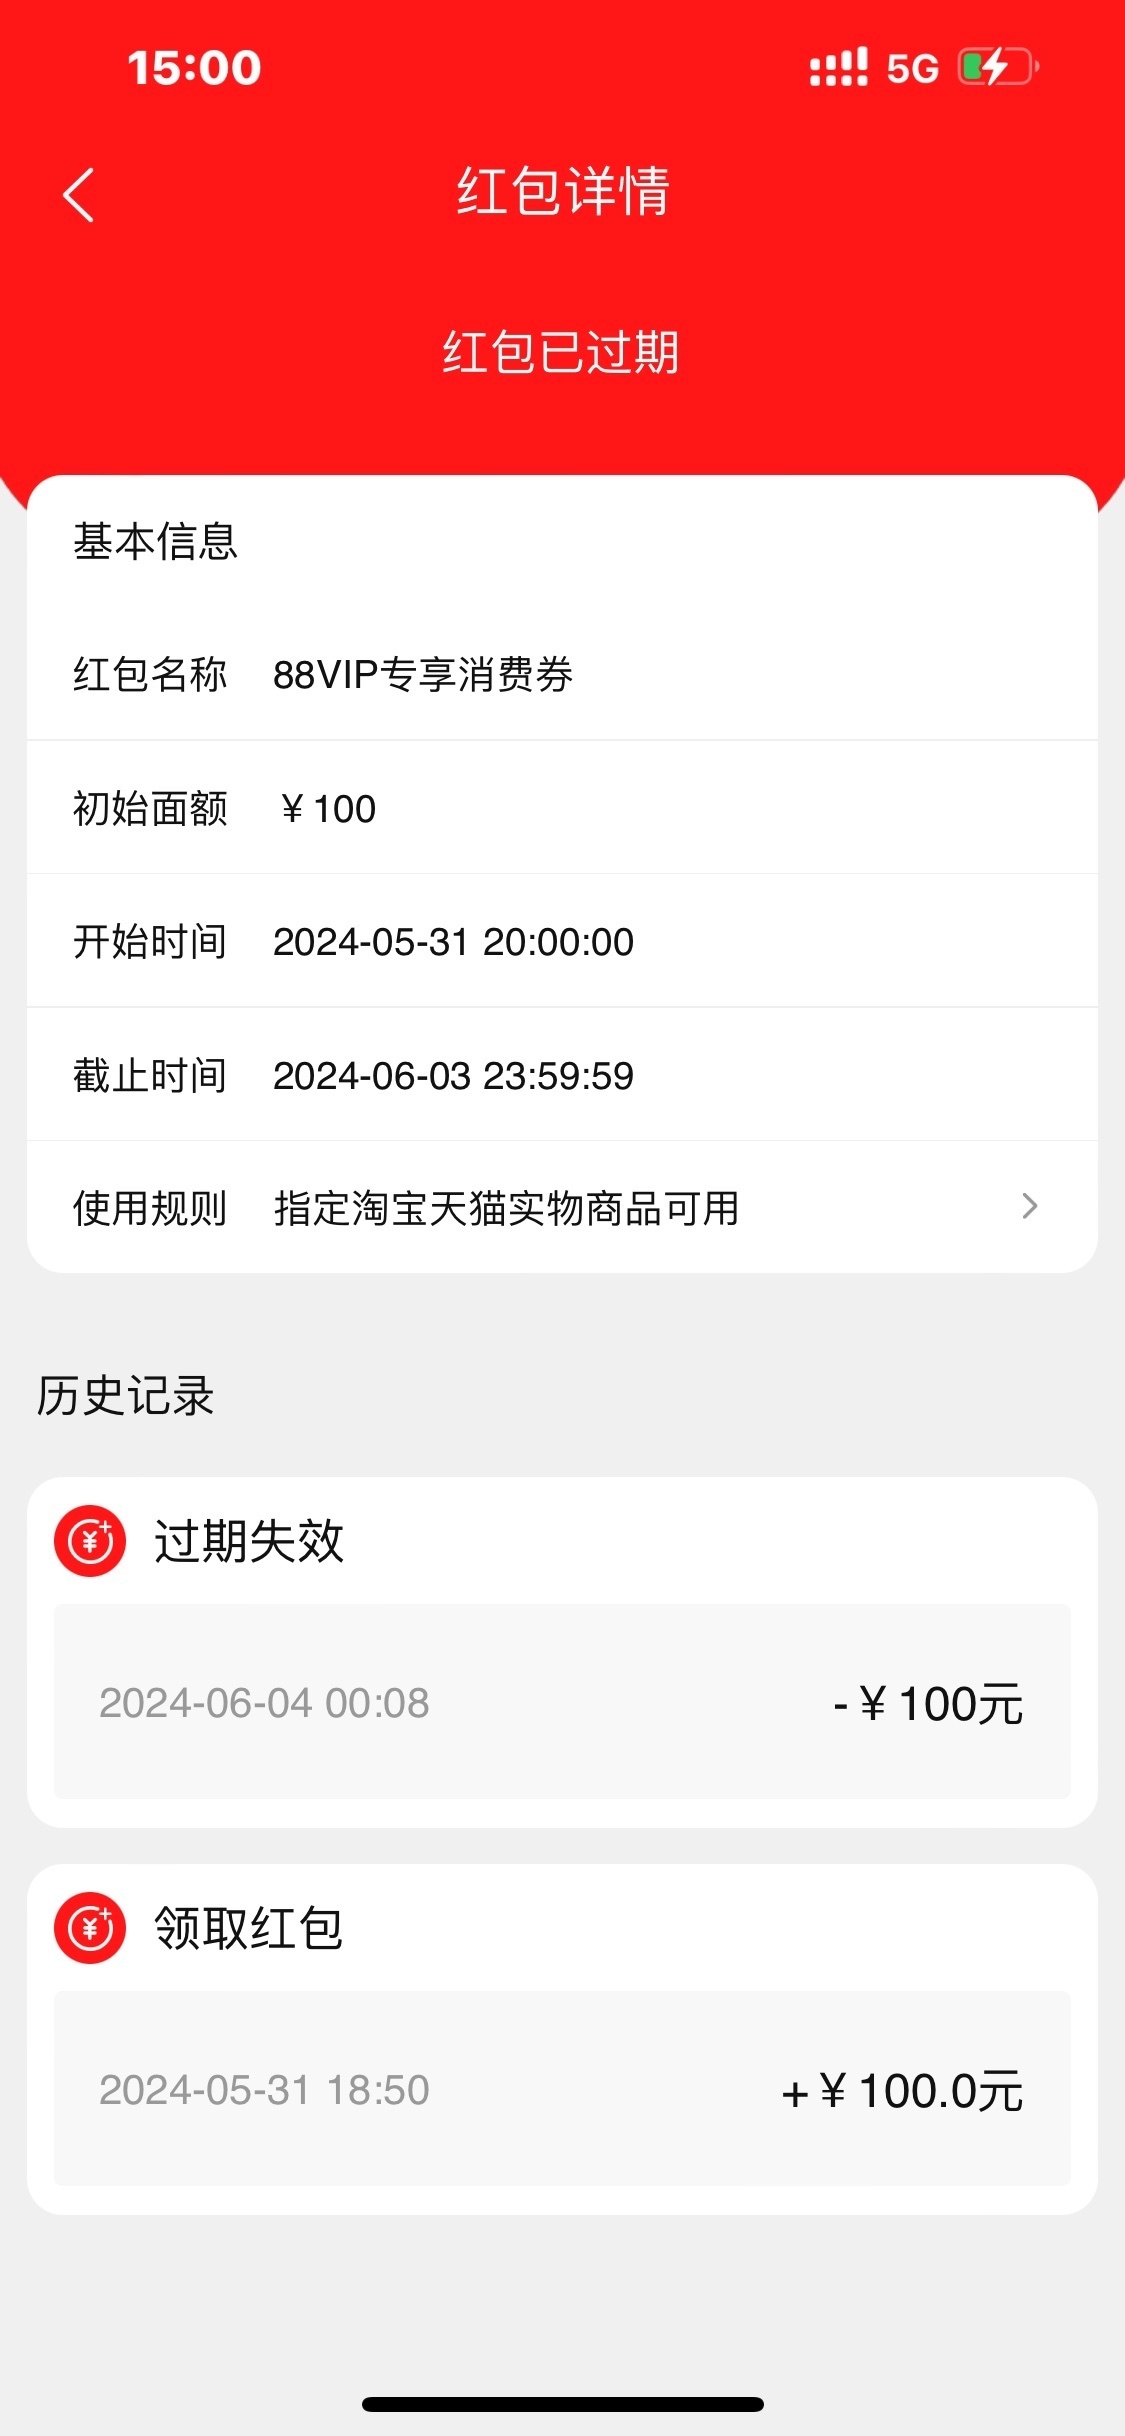 15:00 5G
红包详情
红包已过期
基本信息
红包名称 88VIP专享消费券
初始面额 ¥100
开始时间 2024-05-31 20:00:00
截止时间 2024-06-03 23:59:59
使用规则 指定淘宝天猫实物商品可用
历史记录
过期失效
2024-06-04 00:08 -¥100元
领取红包
2024-05-31 18:50 +¥100.0元